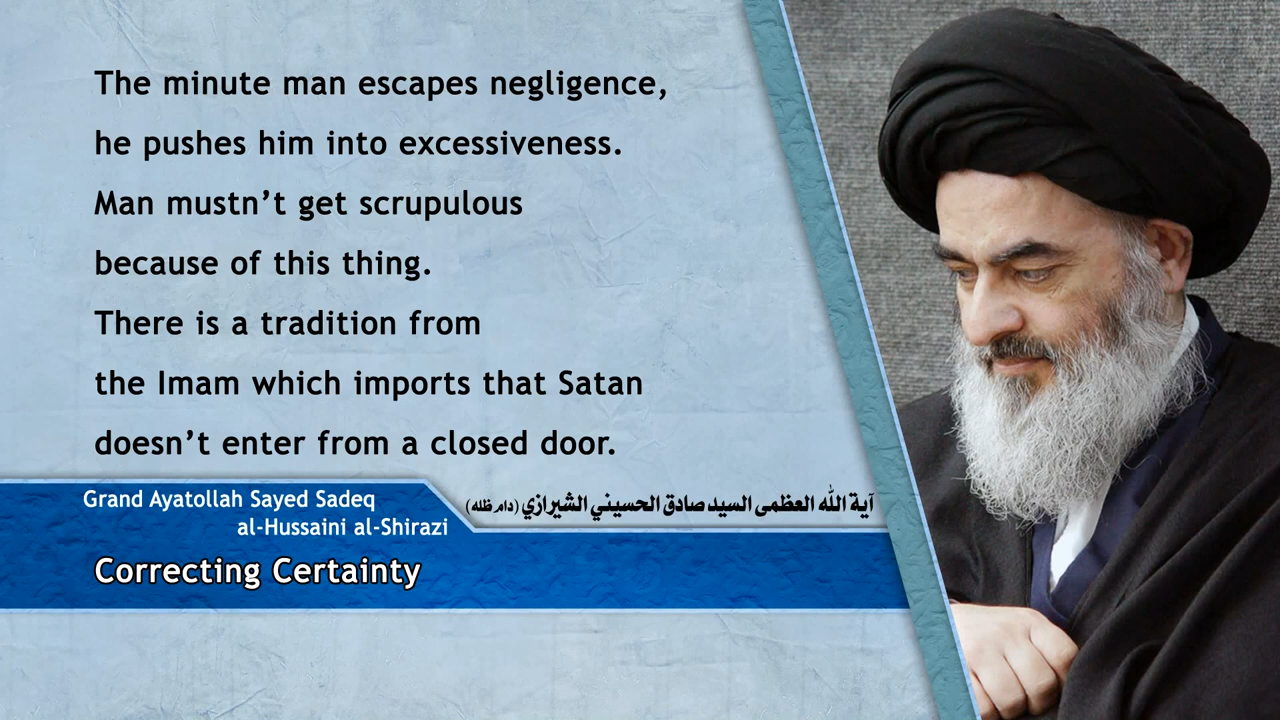 The minute man escapes negligence,
he pushes him into excessiveness.
Man mustn’t get scrupulous
because of this thing.
There is a tradition from
the Imam which imports that Satan
doesn’t enter from a closed door.
Grand Ayatollah Sayed Sadeq
al-Hussaini al-Shirazi
آية الله العظمى السيد صادق الحسيني الشيرازي (دام ظله)
Correcting Certainty